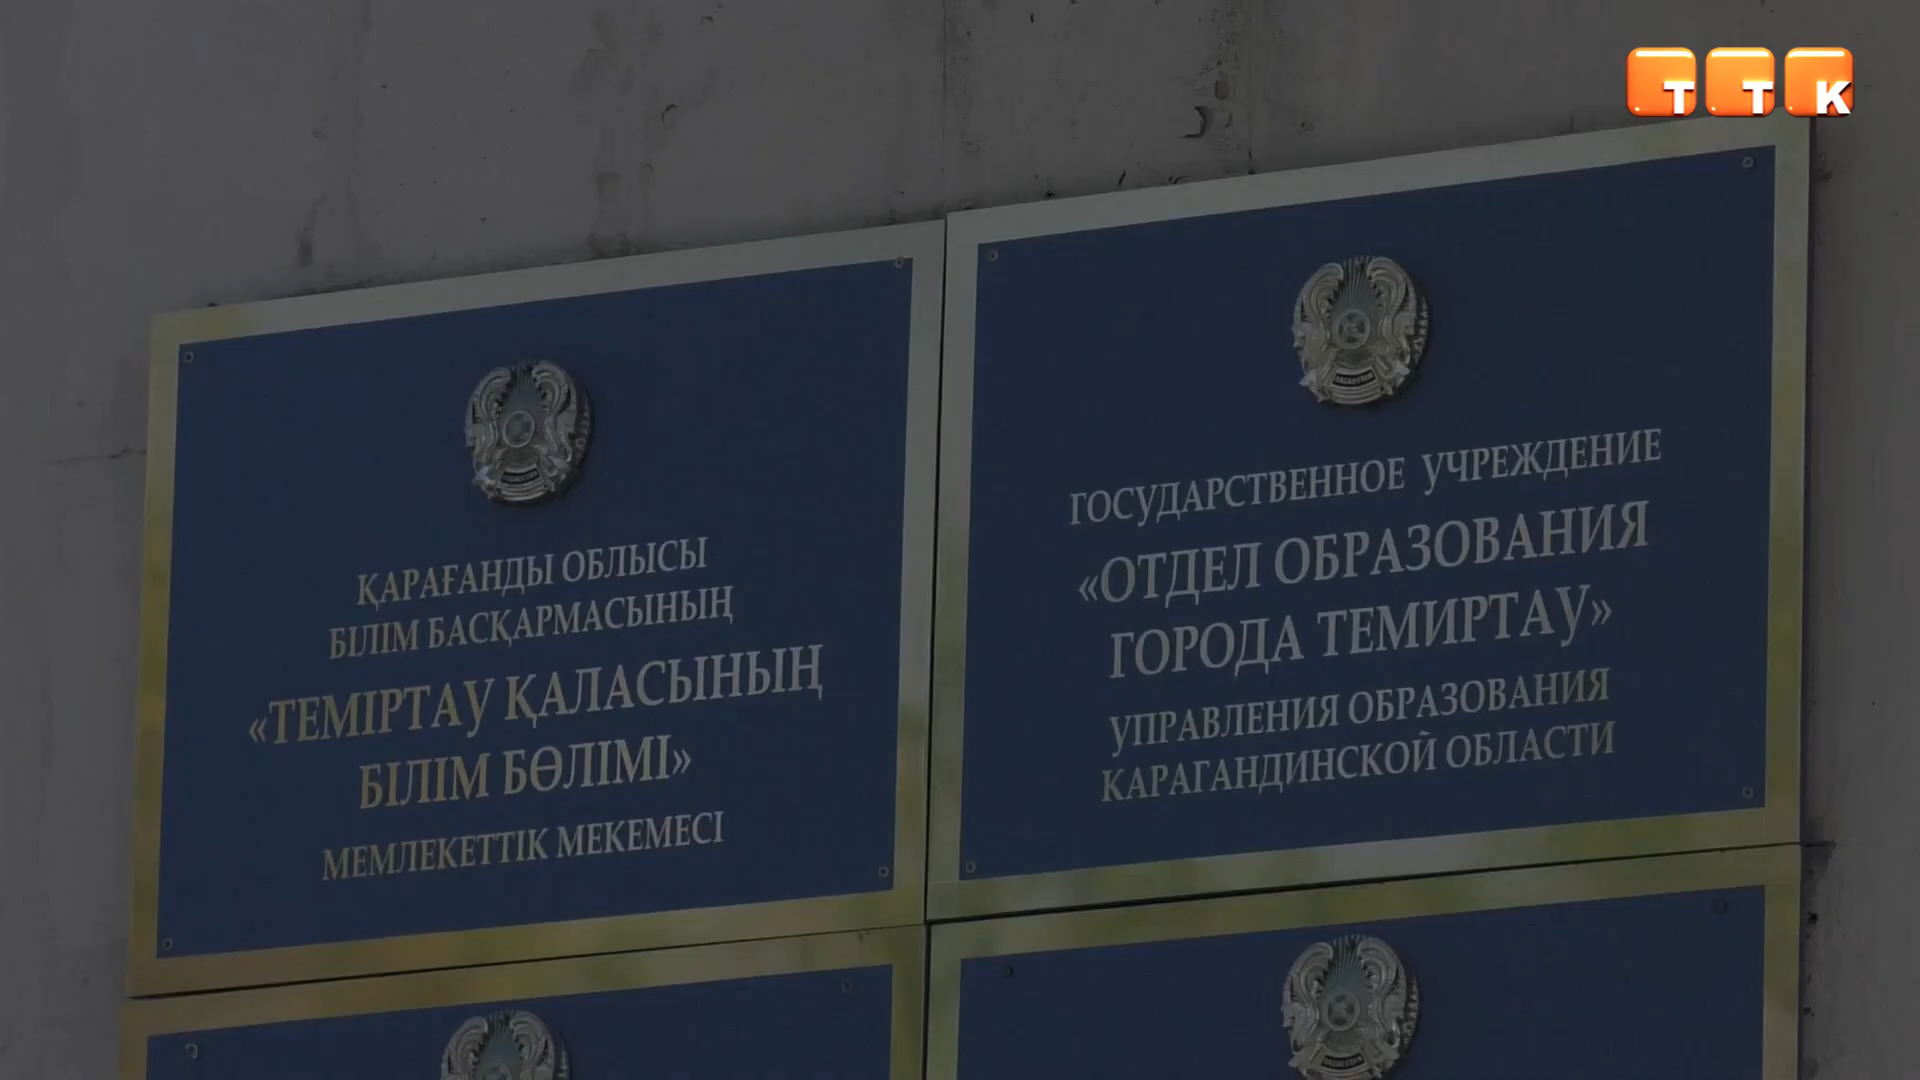 ТТК
ҚАРАҒАНДЫ ОБЛЫСЫ
БІЛІМ БАСҚАРМАСЫНЫҢ
«ТЕМІРТАУ ҚАЛАСЫНЫҢ
БІЛІМ БӨЛІМІ»
МЕМЛЕКЕТТІК МЕКЕМЕСІ
ГОСУДАРСТВЕННОЕ УЧРЕЖДЕНИЕ
«ОТДЕЛ ОБРАЗОВАНИЯ
ГОРОДА ТЕМИРТАУ»
УПРАВЛЕНИЯ ОБРАЗОВАНИЯ
КАРАГАНДИНСКОЙ ОБЛАСТИ